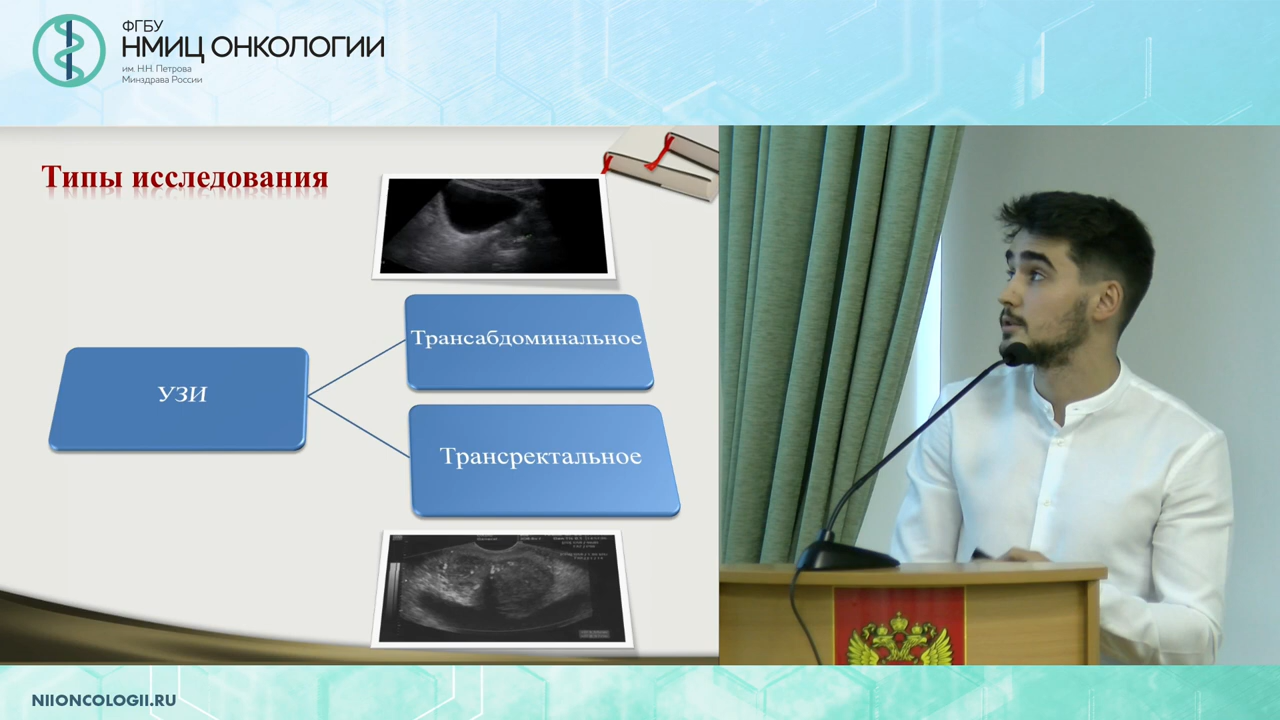 ФГБУ
НМИЦ ОНКОЛОГИИ
им. Н.Н. Петрова
Минздрава России
Типы исследования
Трансабдоминальное
УЗИ
Трансректальное
NIIONCOLOGII.RU